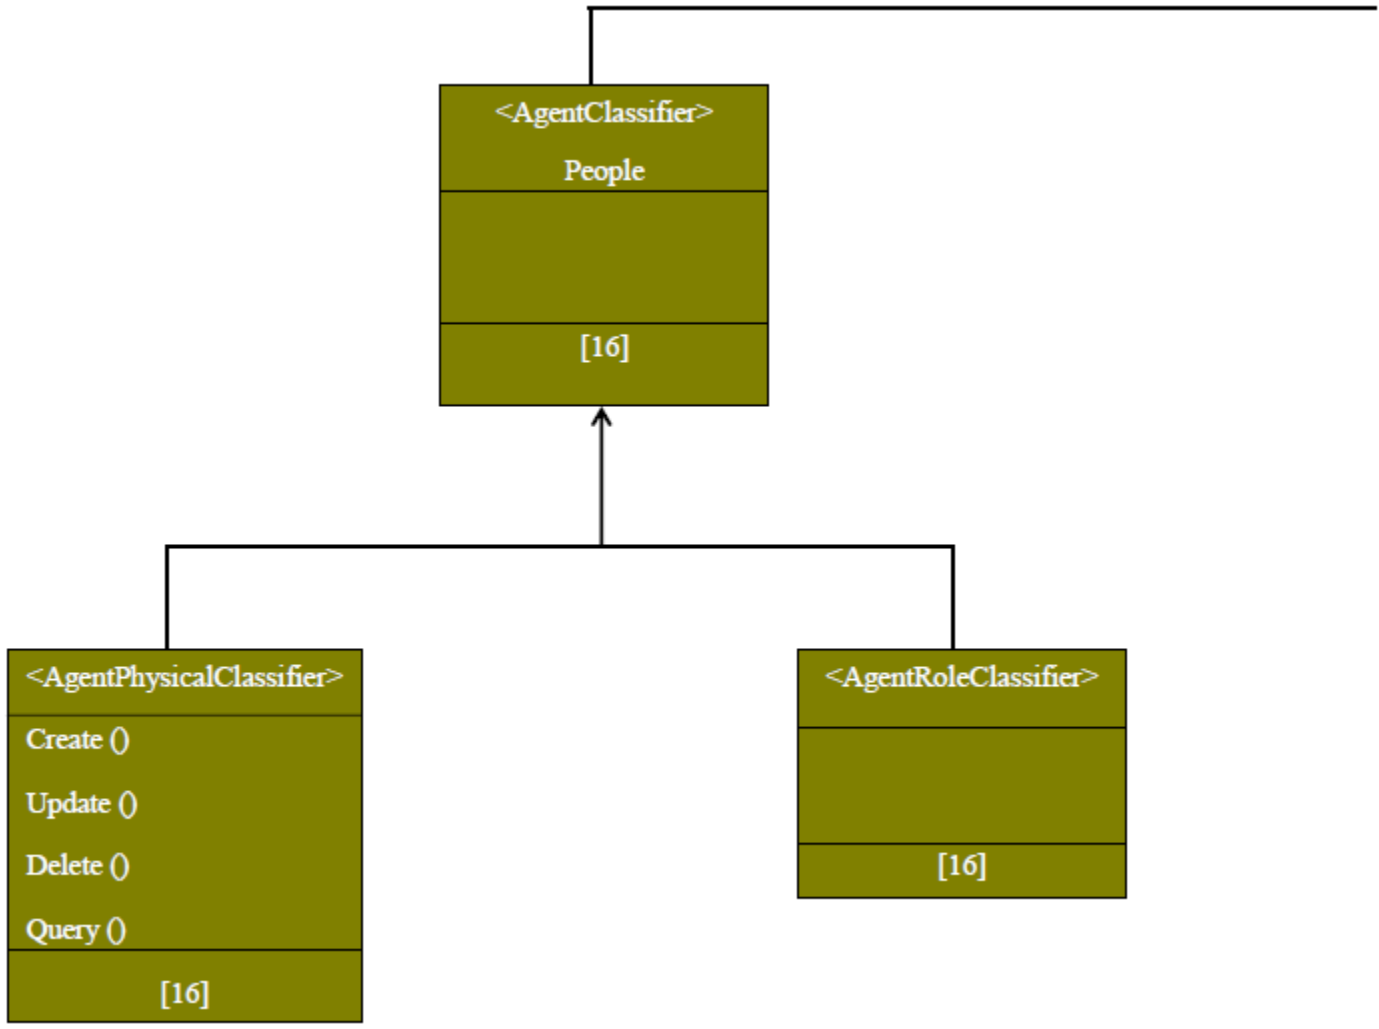 <AgentClassifier>
People
[16]
<AgentPhysicalClassifier>
Create ()
Update ()
Delete ()
Query ()
[16]
<AgentRoleClassifier>
[16]